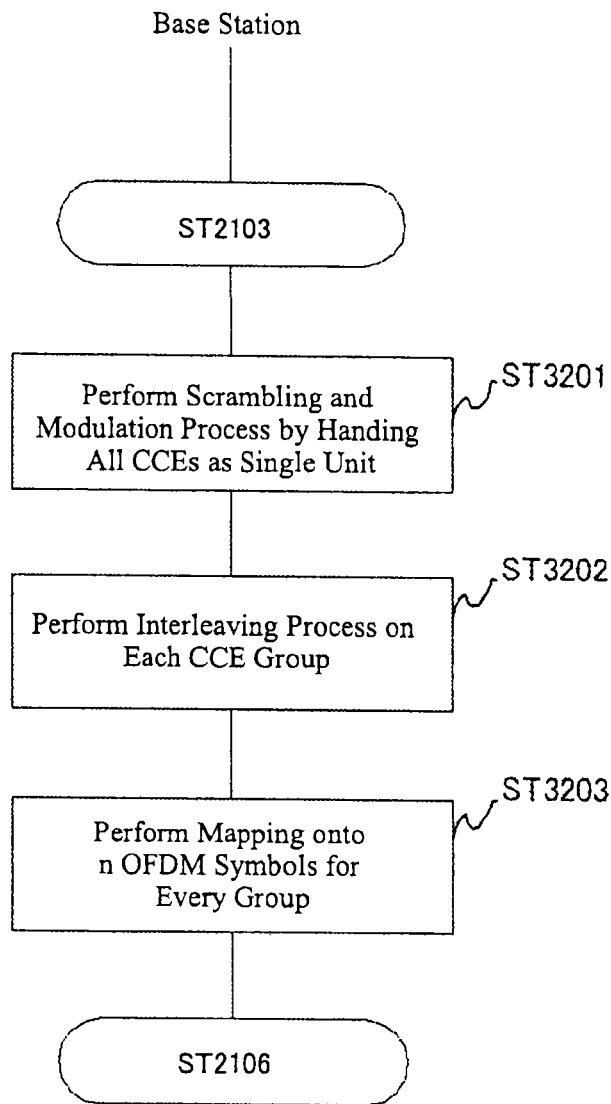 Base Station
ST2103
ST3201
Perform Scrambling and
Modulation Process by Handing
All CCEs as Single Unit
ST3202
Perform Interleaving Process on
Each CCE Group
ST3203
Perform Mapping onto
n OFDM Symbols for
Every Group
ST2106